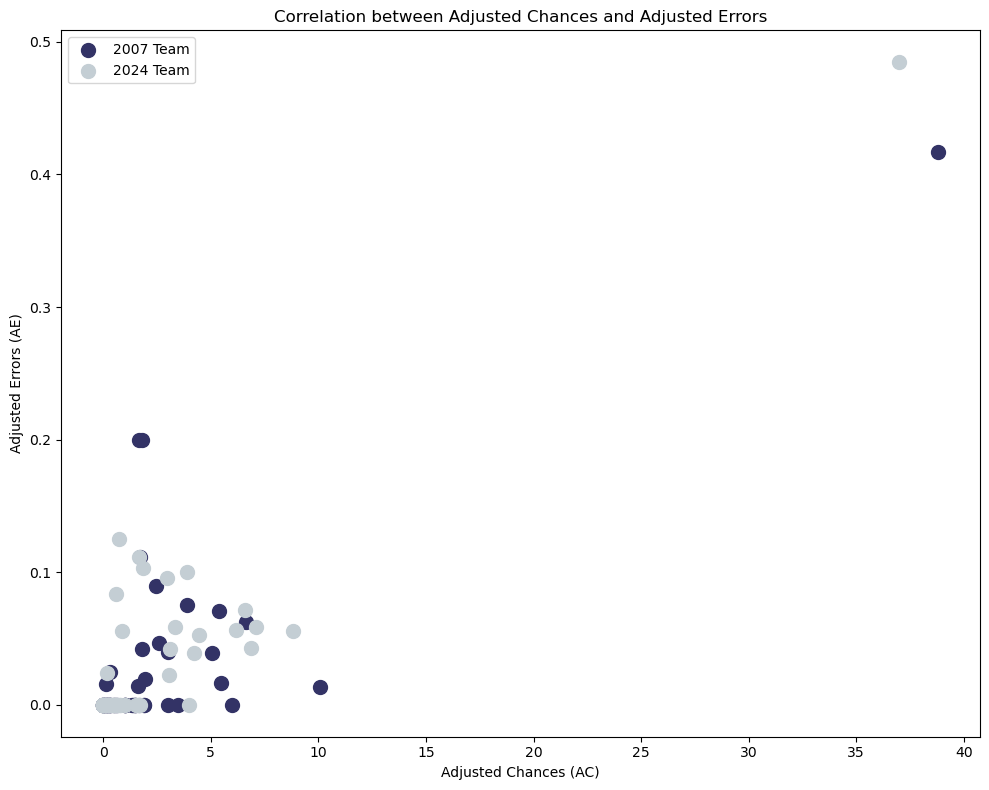 Correlation between Adjusted Chances and Adjusted Errors
2007 Team
2024 Team
0.5
0.4
0.3
0.2
0.1
0.0
Adjusted Errors (AE)
0 5 10 15 20 25 30 35 40
Adjusted Chances (AC)